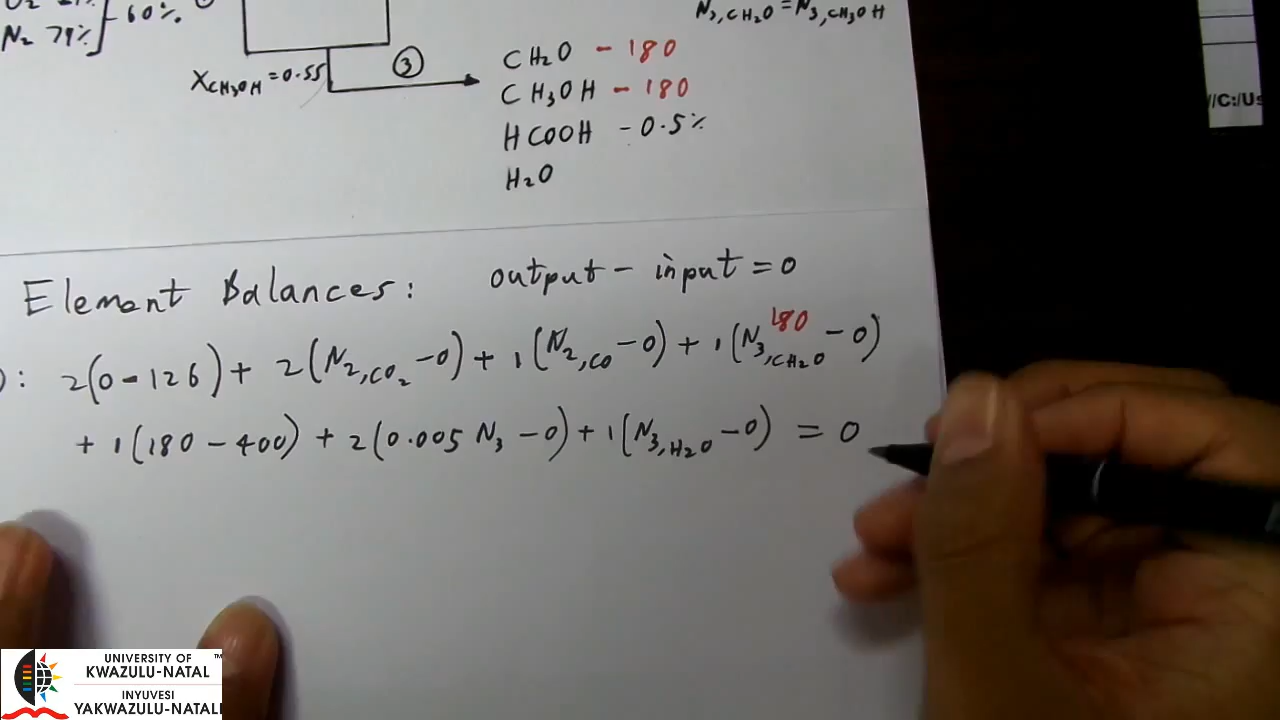 N₂ 79% - 60%
N₃,CH₂O = N₃,CH₃OH
CH₂O - 180
X_CH₃OH = 0.55
③
CH₃OH - 180
//C:/Us
HCOOH - 0.5%
H₂O
Element Balances: output - input = 0
): 2(0 - 126) + 2(N₂,CO₂ - 0) + 1(N₂,CO - 0) + 1(N₃,CH₂O 180 - 0)
+ 1(180 - 400) + 2(0.005 N₃ - 0) + 1(N₃,H₂O - 0) = 0
UNIVERSITY OF ™
KWAZULU-NATAL
INYUVESI
YAKWAZULU-NATALI